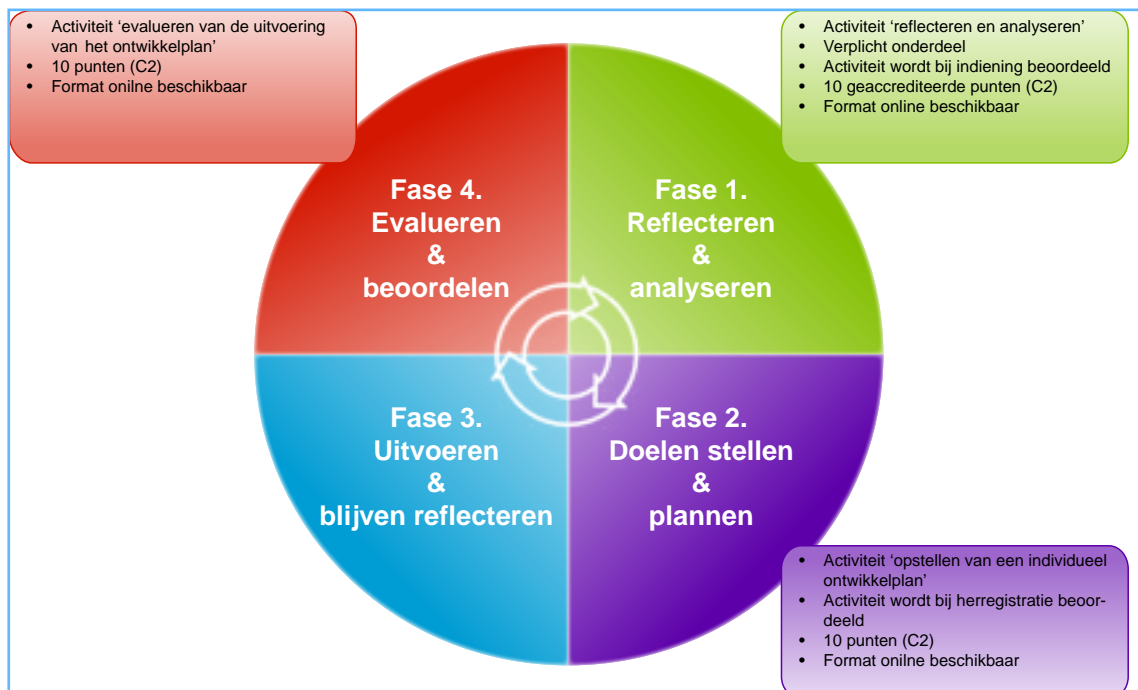 • Activiteit ‘evalueren van de uitvoering
van het ontwikkelplan’
• 10 punten (C2)
• Format onilne beschikbaar
• Activiteit ‘reflecteren en analyseren’
• Verplicht onderdeel
• Activiteit wordt bij indiening beoordeeld
• 10 geaccrediteerde punten (C2)
• Format online beschikbaar
Fase 4.
Evalueren
&
beoordelen
Fase 1.
Reflecteren
&
analyseren
Fase 3.
Uitvoeren
&
blijven reflecteren
Fase 2.
Doelen stellen
&
plannen
• Activiteit ‘opstellen van een individueel
ontwikkelplan’
• Activiteit wordt bij herregistratie beoor-
deeld
• 10 punten (C2)
• Format onilne beschikbaar